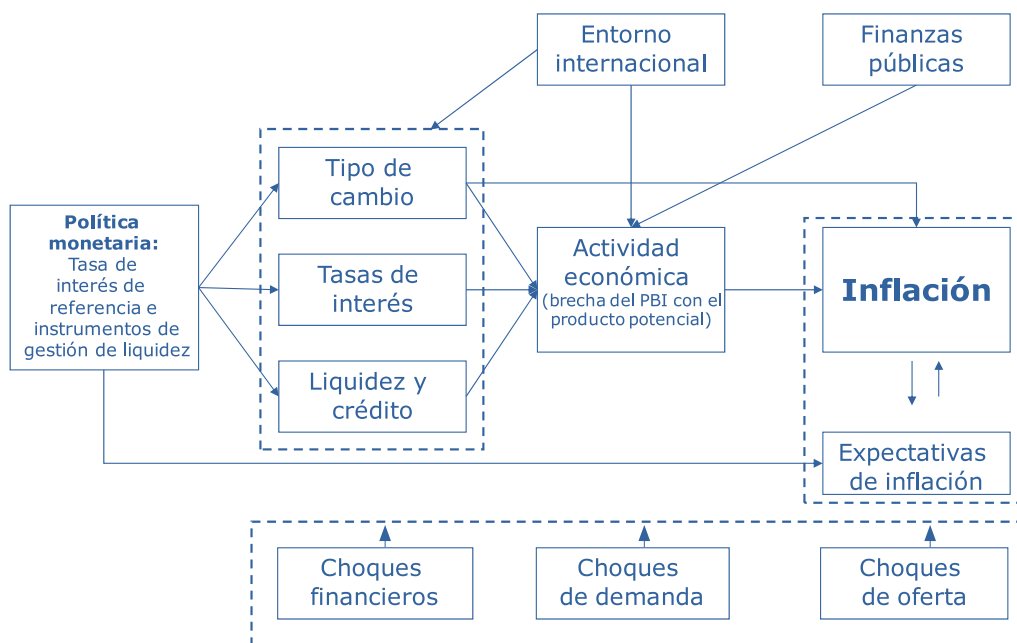 Entorno
internacional
Finanzas
públicas
Tipo de
cambio
Política
monetaria:
Tasa de
interés de
referencia e
instrumentos de
gestión de liquidez
Tasas de
interés
Liquidez y
crédito
Actividad
económica
(brecha del PBI con el
producto potencial)
Inflación
Expectativas
de inflación
Choques
financieros
Choques
de demanda
Choques
de oferta